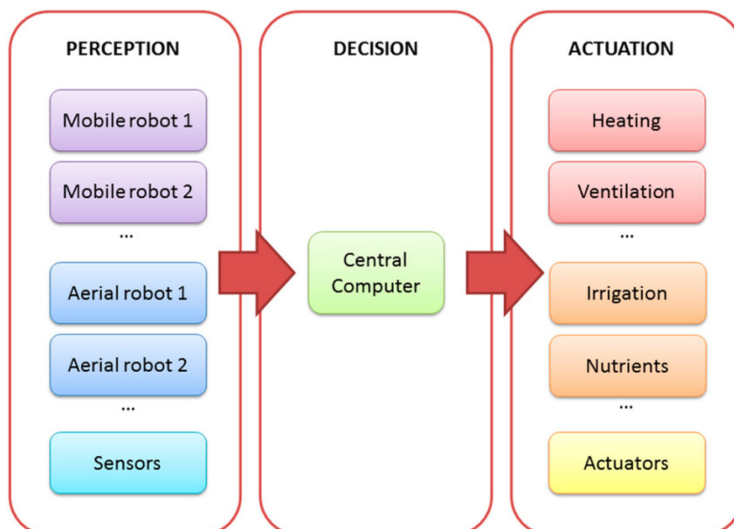 PERCEPTION
Mobile robot 1
Mobile robot 2
...
Aerial robot 1
Aerial robot 2
...
Sensors
DECISION
Central
Computer
ACTUATION
Heating
Ventilation
...
Irrigation
Nutrients
...
Actuators